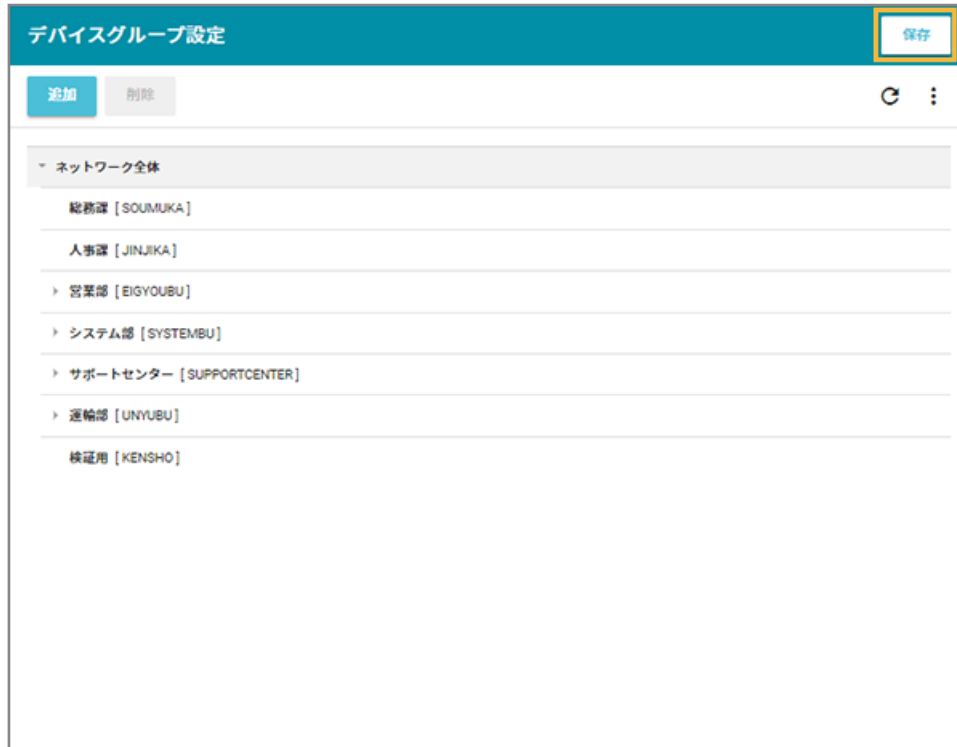 デバイスグループ設定 保存
追加 削除
ネットワーク全体
総務課 [SOUMUKA]
人事課 [JINJIKA]
営業部 [EIGYOUBU]
システム部 [SYSTEMBU]
サポートセンター [SUPPORTCENTER]
運輸部 [UNYUBU]
検証用 [KENSHO]